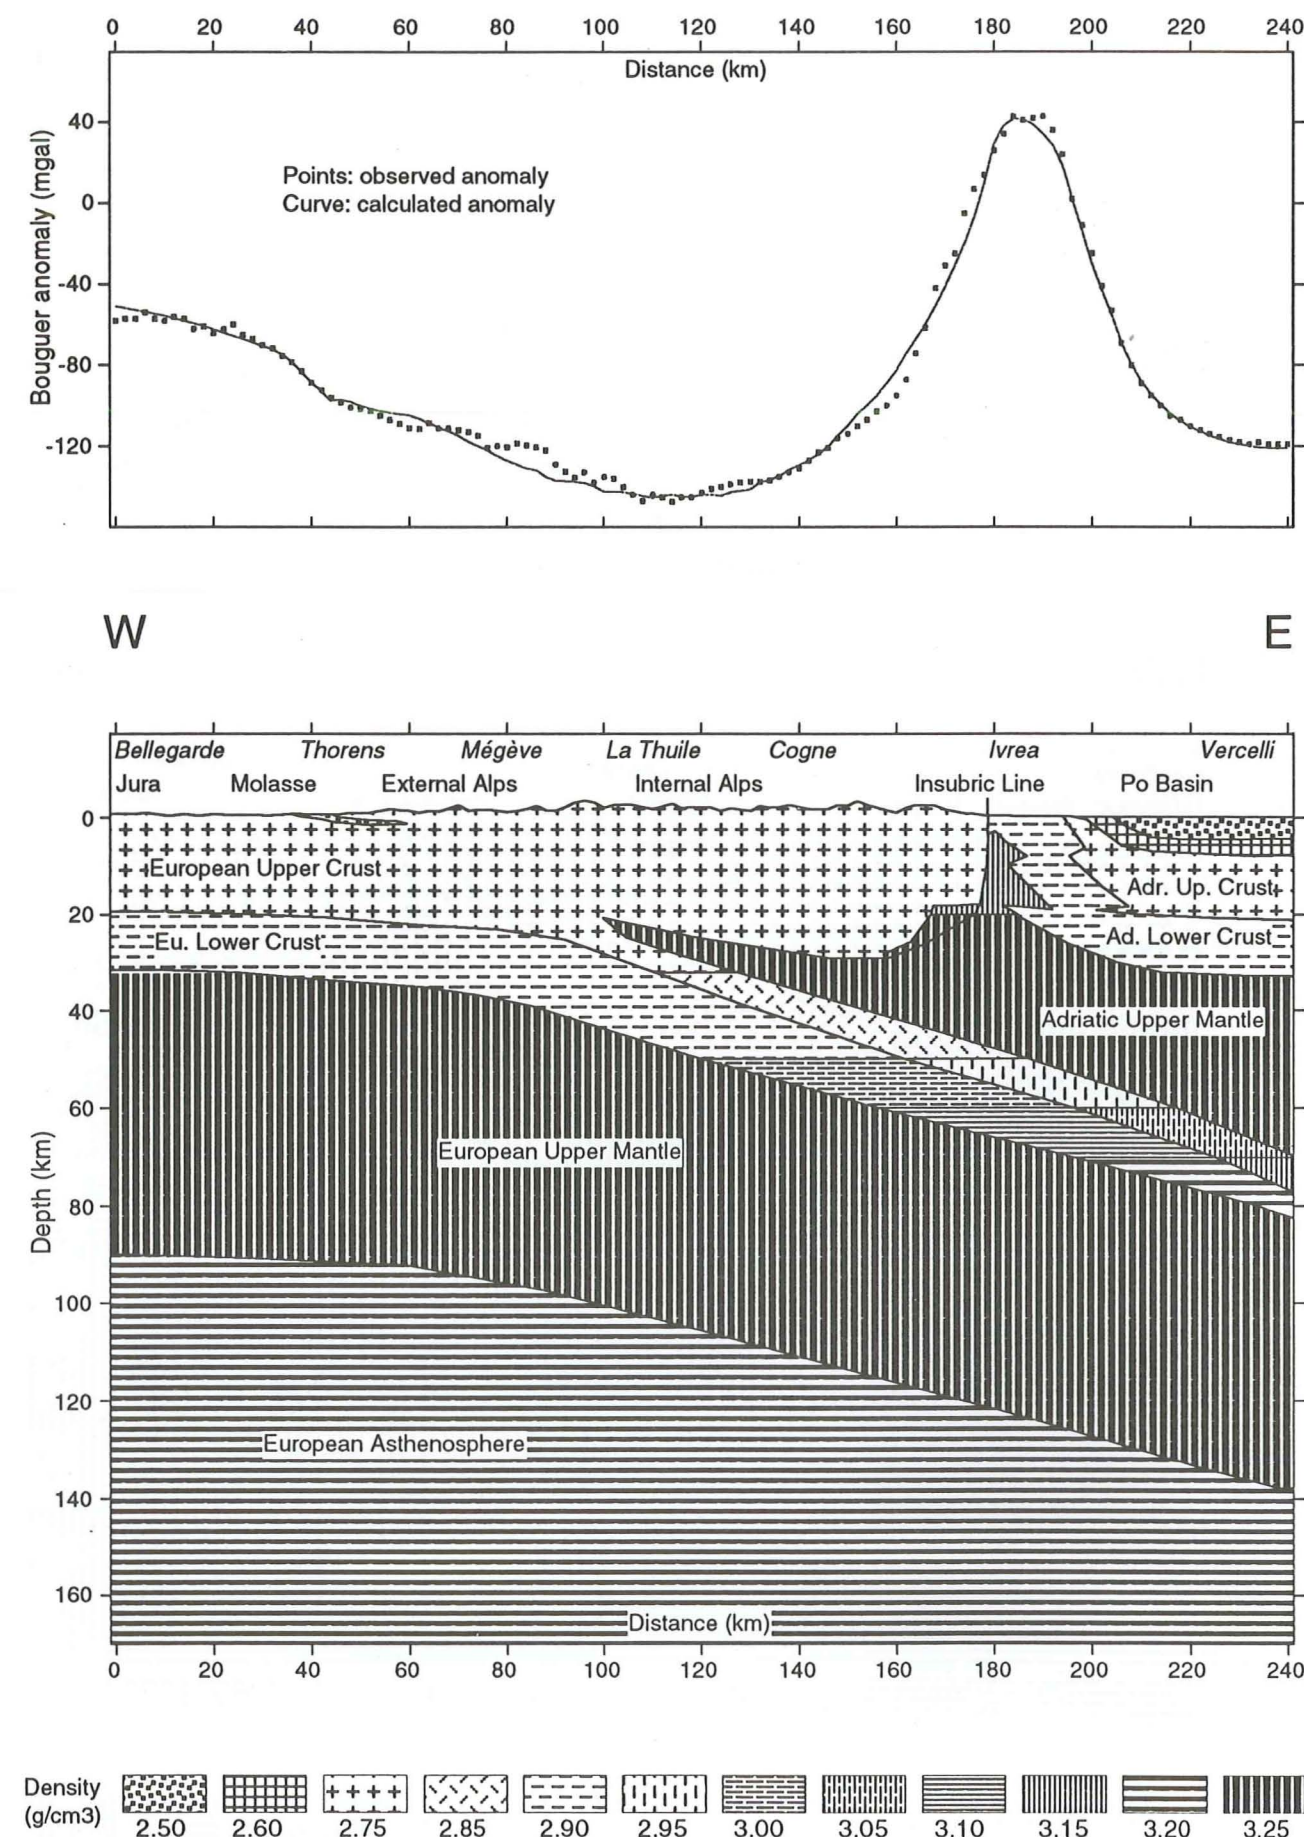 0 20 40 60 80 100 120 140 160 180 200 220 240
Distance (km)
40
0
-40
-80
-120
Bouguer anomaly (mgal)
Points: observed anomaly
Curve: calculated anomaly
W E
Bellegarde Thorens Mégève La Thuile Cogne Ivrea Vercelli
Jura Molasse External Alps Internal Alps Insubric Line Po Basin
0
European Upper Crust
Adr. Up. Crust
20
Eu. Lower Crust
Ad. Lower Crust
40
Adriatic Upper Mantle
60
European Upper Mantle
80
Depth (km)
100
120
European Asthenosphere
140
160
Distance (km)
0 20 40 60 80 100 120 140 160 180 200 220 240
Density
(g/cm3)
2.50 2.60 2.75 2.85 2.90 2.95 3.00 3.05 3.10 3.15 3.20 3.25